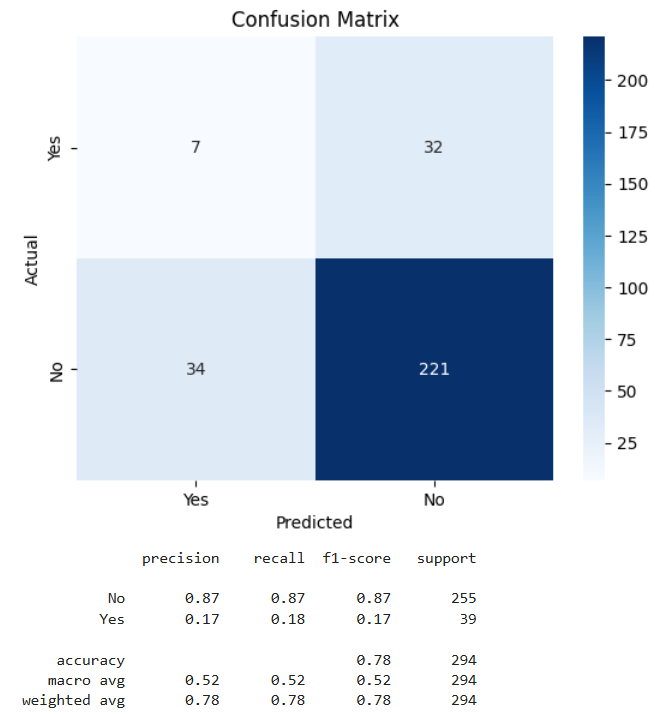 Confusion Matrix
Yes
7
32
No
34
221
Actual
Yes
No
Predicted
200
175
150
125
100
75
50
25
precision recall f1-score support
No 0.87 0.87 0.87 255
Yes 0.17 0.18 0.17 39
accuracy 0.78 294
macro avg 0.52 0.52 0.52 294
weighted avg 0.78 0.78 0.78 294